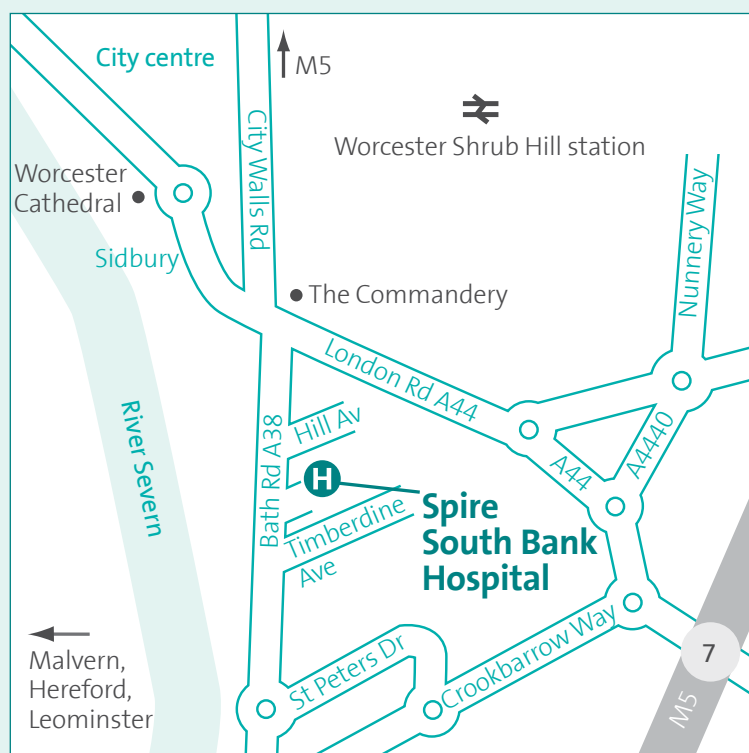 City centre
M5
Worcester Shrub Hill station
City Walls Rd
Worcester
Cathedral
Nunnery Way
Sidbury
The Commandery
London Rd A44
River Severn
Hill Av
Bath Rd A38
A44
A4440
H
Spire
South Bank
Hospital
Timberdine
Ave
Malvern,
Hereford,
Leominster
St Peters Dr
Crookbarrow Way
7
M5